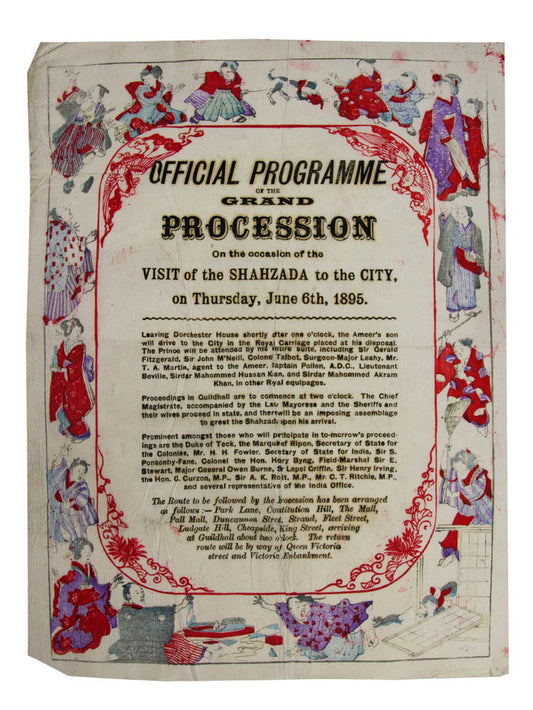 OFFICIAL PROGRAMME
OF THE
GRAND
PROCESSION
On the occasion of the
VISIT of the SHAHZADA to the CITY,
on Thursday, June 6th, 1895.
Leaving Dorchester House shortly after one o'clock, the Ameer's son
will drive to the City in the Royal Carriage placed at his disposal.
The Prince will be attended by his entire suite, including Sir Gerald
Fitzgerald, Sir John M'Neill, Colonel Talbot, Surgeon-Major Leahy, Mr.
T. A. Martin, agent to the Ameer, Captain Pollen, A.D.C., Lieutenant
Beville, Sirdar Mahommed Hussan Kan, and Sirdar Mahommed Akram
Khan, in other Ryal equipages.
Proceedings in Guildhall are to comence at two o'clock. The Chief
Magistrate, accompanied by the Lady Mayoress and the Sheriffs and
their wives proceed in state, and there will be an imposing assemblage
to greet the Shahzada upon his arrival.
Prominent amongst those who will prticipate in to-morrow's proceed-
ings are the Duke of Teck, the Marquis of Ripon, Secretary of State for
the Colonies, Mr. H. H. Fowler, Secretary of State for India, Sir S.
Ponsonby-Fane, Colonel the Hon. Hary Byng, Field-Marshal Sir E.
Stewart, Major General Owen Burne, Sir Lepel Griffin, Sir Henry Irving,
the Hon. C. Curzon, M.P., Sir A. K. Rolt, M.P., Mr. C. T. Ritchie, M.P.,
and several representative of the India Office.
The Route to be followed by the Procession has been arranged
as follows :— Park Lane, Contitution Hill, The Mall,
Pall Mall, Duncannon Stret, Strand, Fleet Street,
Ludgate Hill, Cheapside, King Street, arriving
at Guildhall about two o'clock. The return
route will be by way of Queen Victoria
street and Victoria Enbankment.